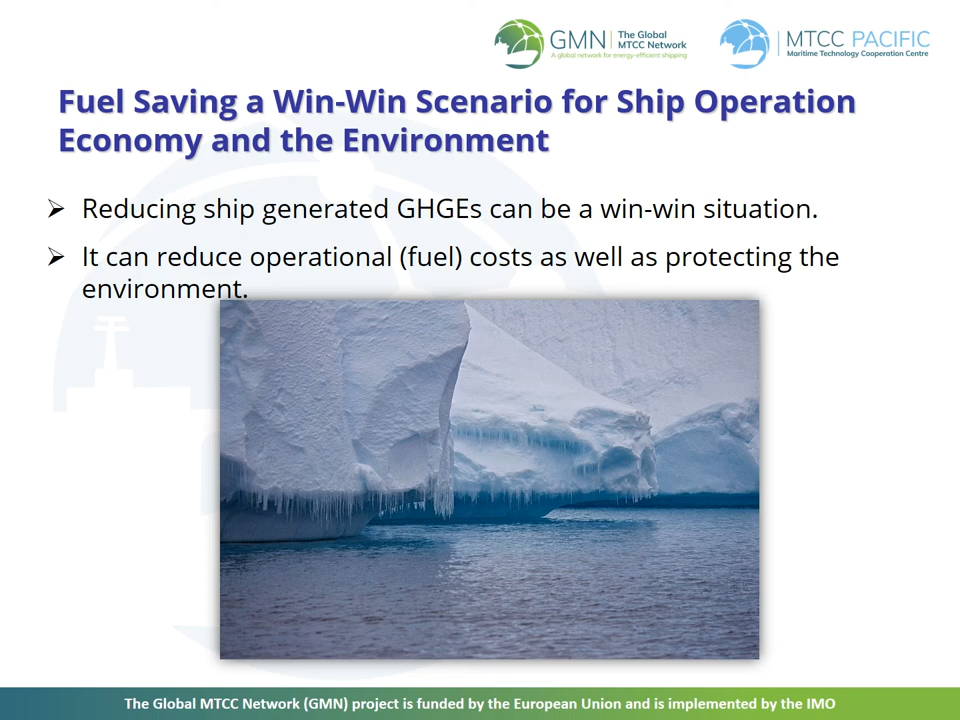 GMN
The Global
MTCC Network
A global network for energy-efficient shipping
MTCC PACIFIC
Maritime Technology Cooperation Centre
Fuel Saving a Win-Win Scenario for Ship Operation
Economy and the Environment
➢ Reducing ship generated GHGEs can be a win-win situation.
➢ It can reduce operational (fuel) costs as well as protecting the
environment.
The Global MTCC Network (GMN) project is funded by the European Union and is implemented by the IMO